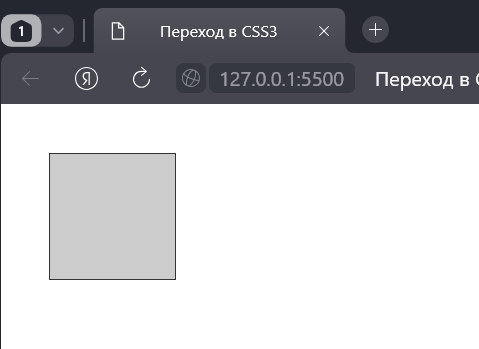 1
Переход в CSS3
Я
127.0.0.1:5500
Переход в